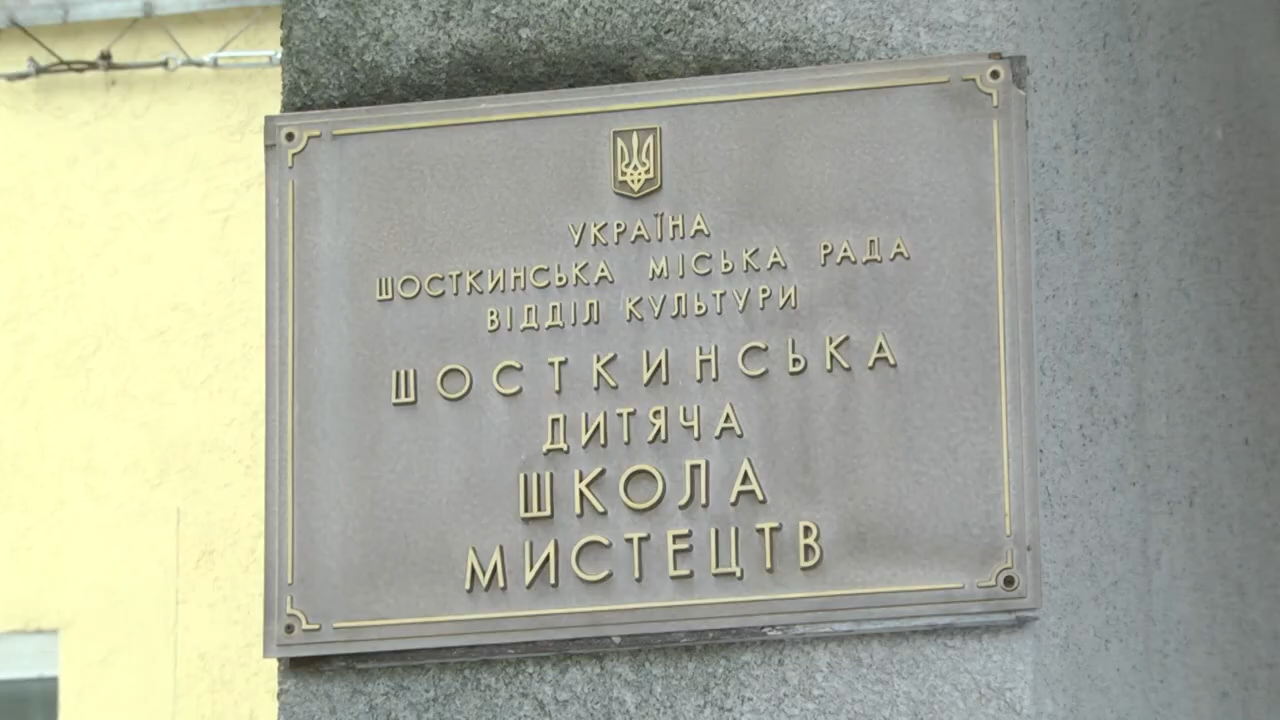 УКРАЇНА
ШОСТКИНСЬКА МІСЬКА РАДА
ВІДДІЛ КУЛЬТУРИ
ШОСТКИНСЬКА
ДИТЯЧА
ШКОЛА
МИСТЕЦТВ